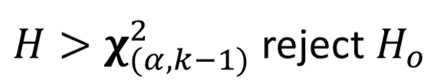 H > χ²₍α,k−1₎ reject Hₒ